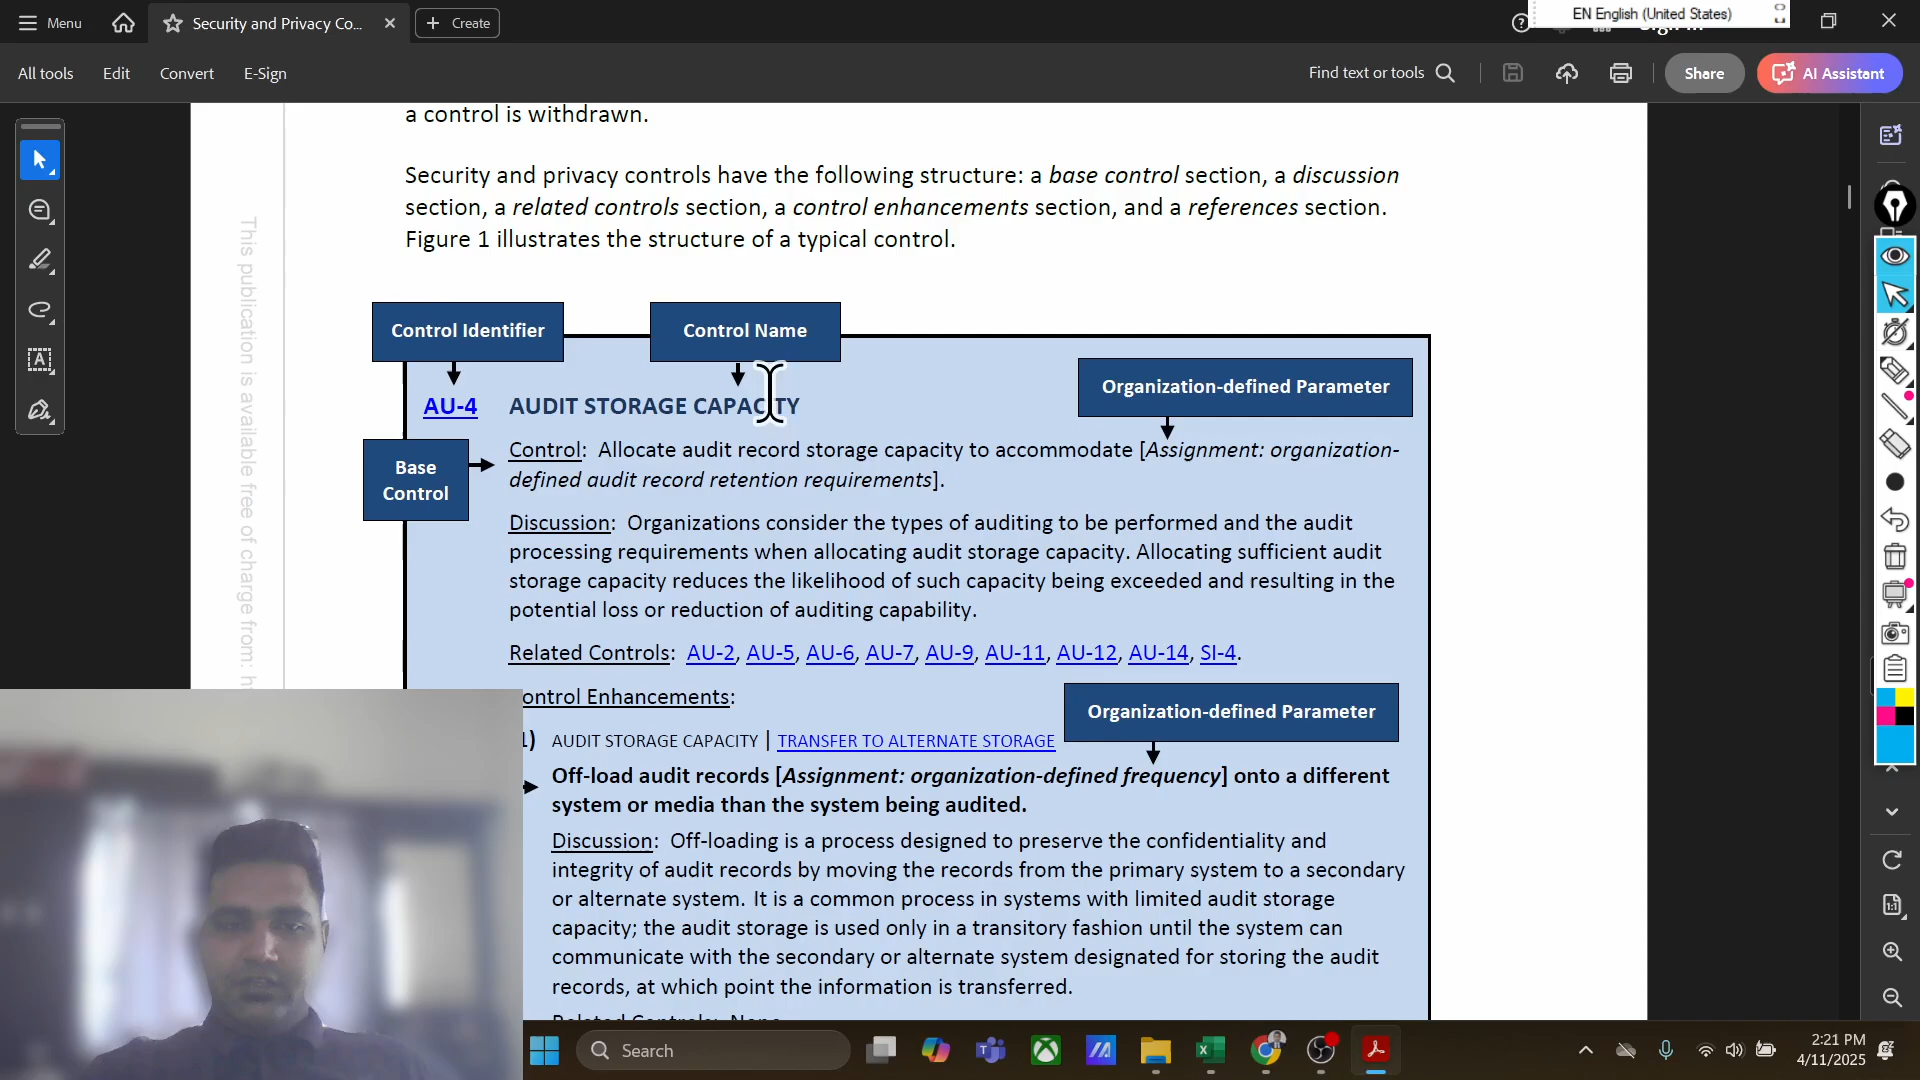 Menu
Security and Privacy Co...
Create
EN English (United States)
All tools
Edit
Convert
E-Sign
Find text or tools
Share
AI Assistant
a control is withdrawn.
Security and privacy controls have the following structure: a base control section, a discussion
section, a related controls section, a control enhancements section, and a references section.
Figure 1 illustrates the structure of a typical control.
This publication is available free of charge from: h
Control Identifier
Control Name
Organization-defined Parameter
AU-4 AUDIT STORAGE CAPACITY
Base
Control
Control: Allocate audit record storage capacity to accommodate [Assignment: organization-
defined audit record retention requirements].
Discussion: Organizations consider the types of auditing to be performed and the audit
processing requirements when allocating audit storage capacity. Allocating sufficient audit
storage capacity reduces the likelihood of such capacity being exceeded and resulting in the
potential loss or reduction of auditing capability.
Related Controls: AU-2, AU-5, AU-6, AU-7, AU-9, AU-11, AU-12, AU-14, SI-4.
ontrol Enhancements:
Organization-defined Parameter
1) AUDIT STORAGE CAPACITY | TRANSFER TO ALTERNATE STORAGE
Off-load audit records [Assignment: organization-defined frequency] onto a different
system or media than the system being audited.
Discussion: Off-loading is a process designed to preserve the confidentiality and
integrity of audit records by moving the records from the primary system to a secondary
or alternate system. It is a common process in systems with limited audit storage
capacity; the audit storage is used only in a transitory fashion until the system can
communicate with the secondary or alternate system designated for storing the audit
records, at which point the information is transferred.
Related Controls: None
Search
2:21 PM
4/11/2025